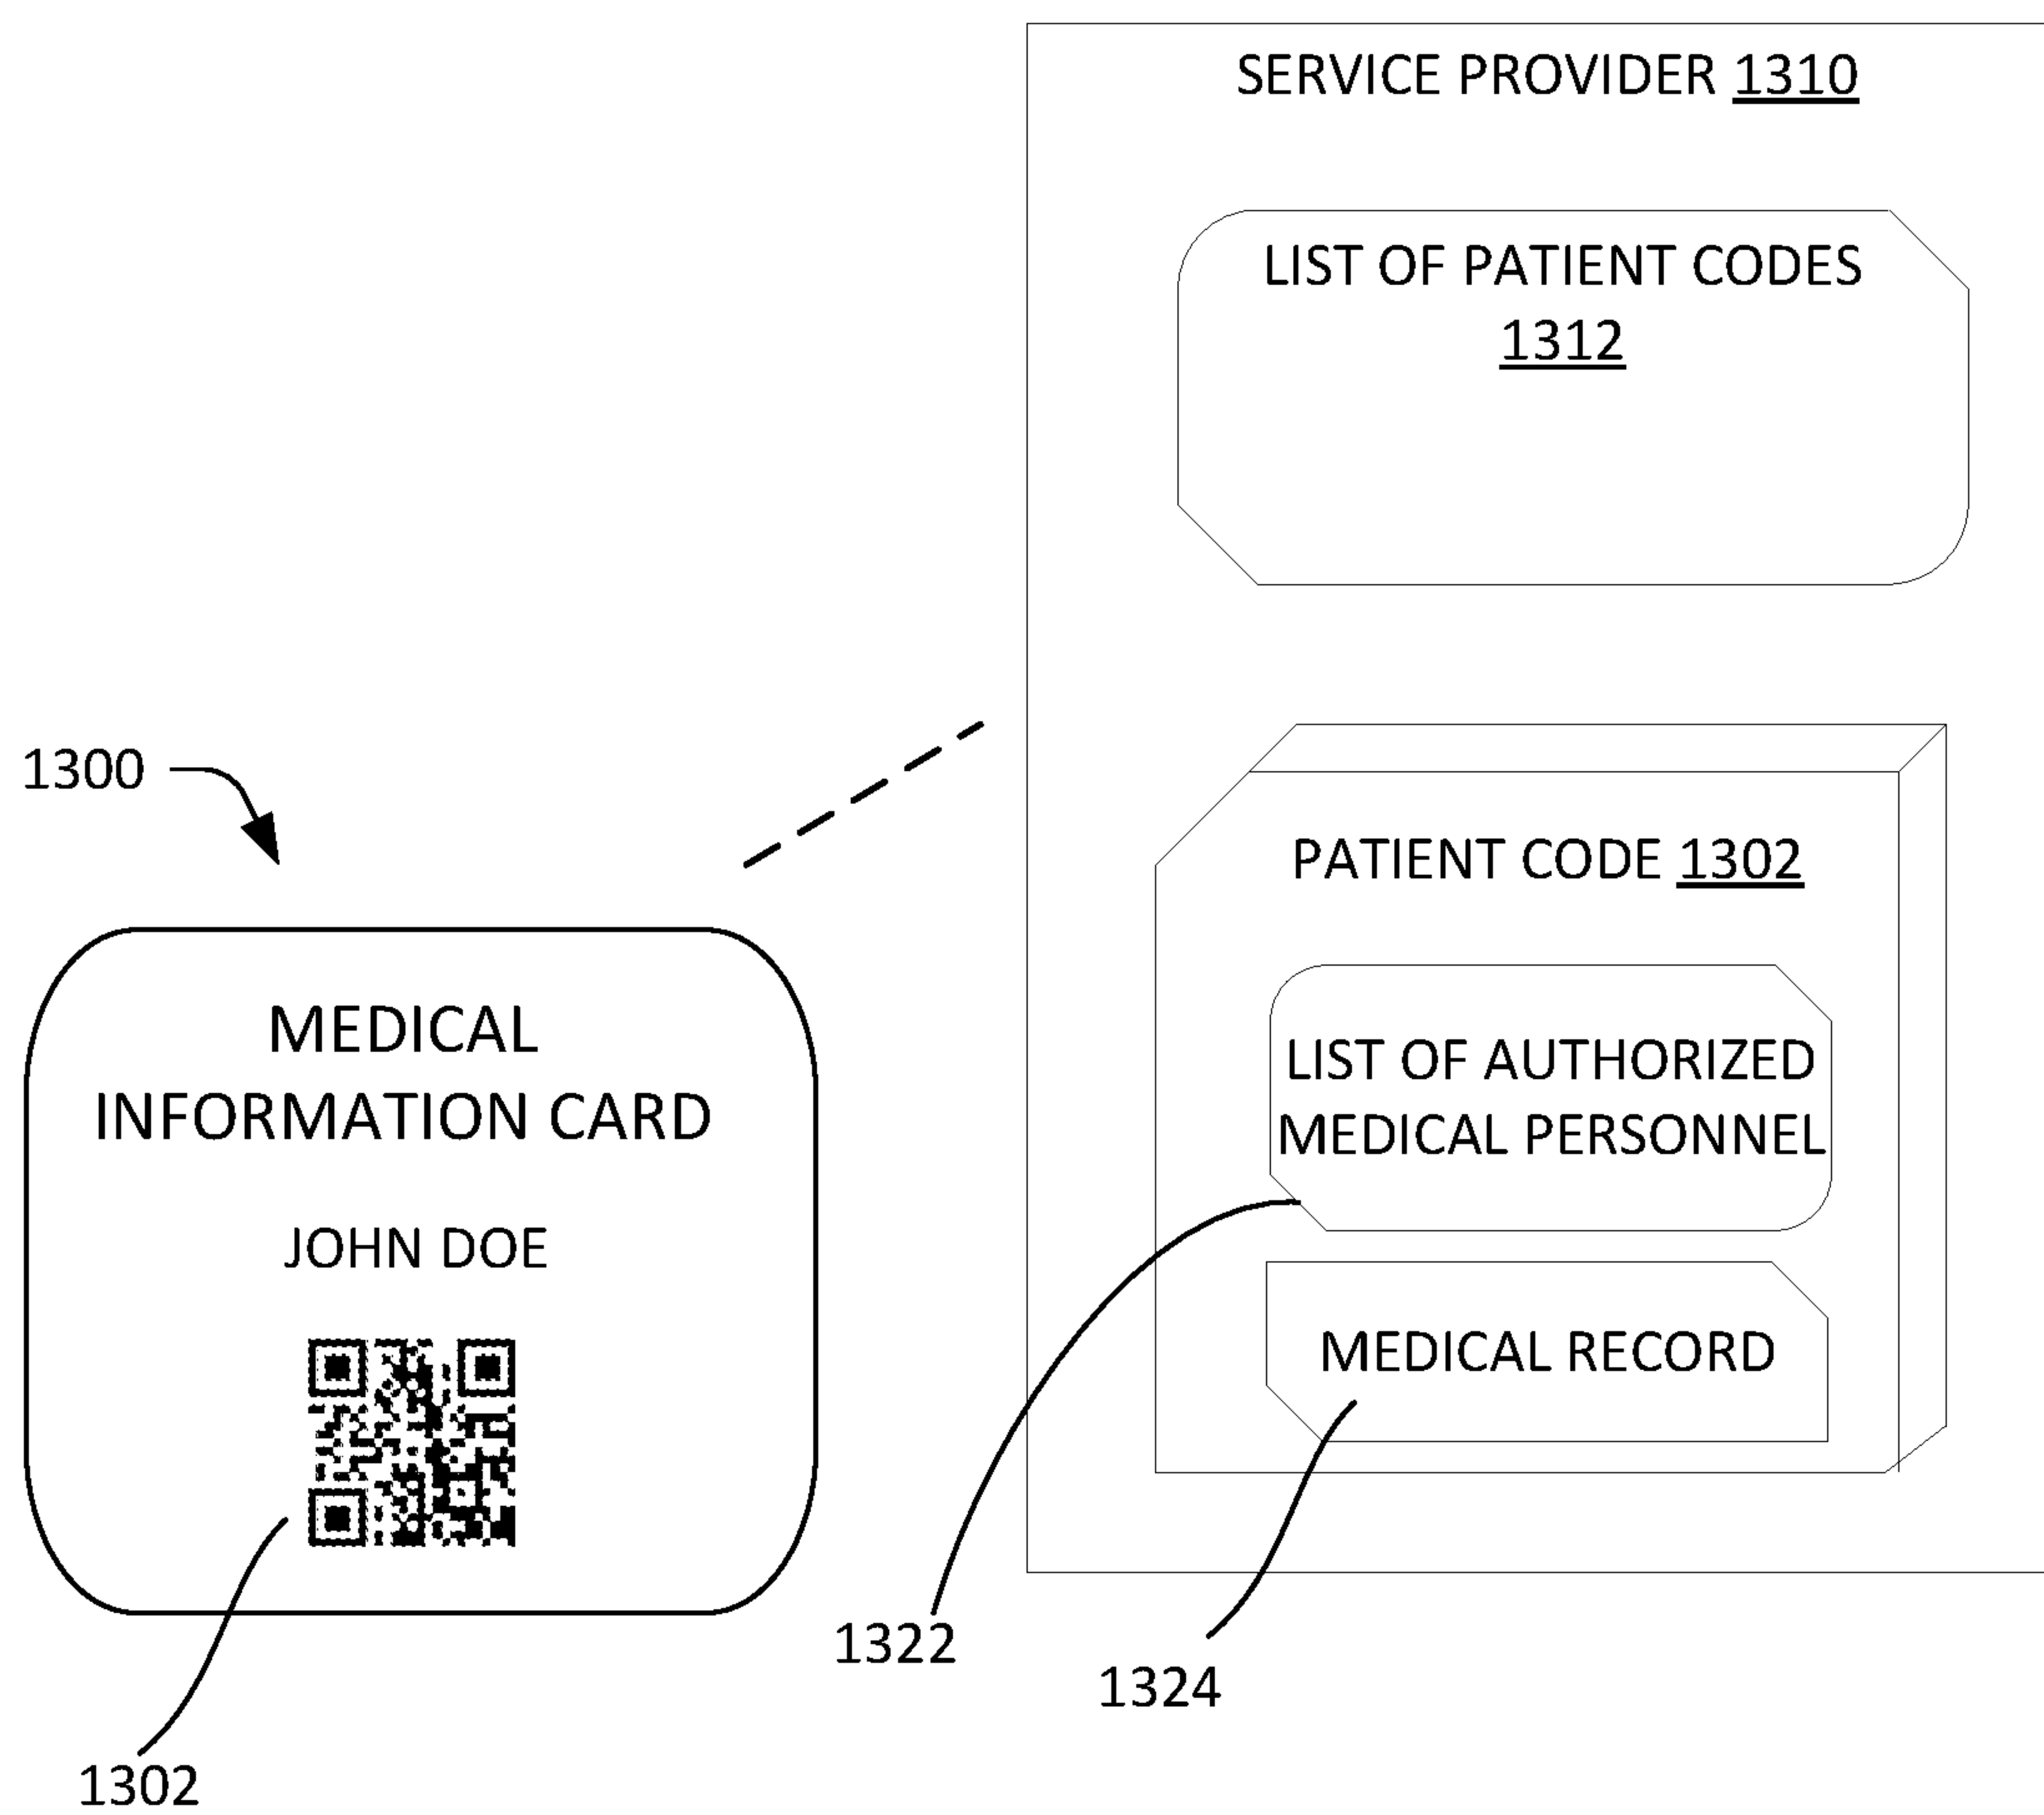 SERVICE PROVIDER 1310
LIST OF PATIENT CODES
1312
1300
PATIENT CODE 1302
MEDICAL
INFORMATION CARD
JOHN DOE
LIST OF AUTHORIZED
MEDICAL PERSONNEL
MEDICAL RECORD
1322
1324
1302